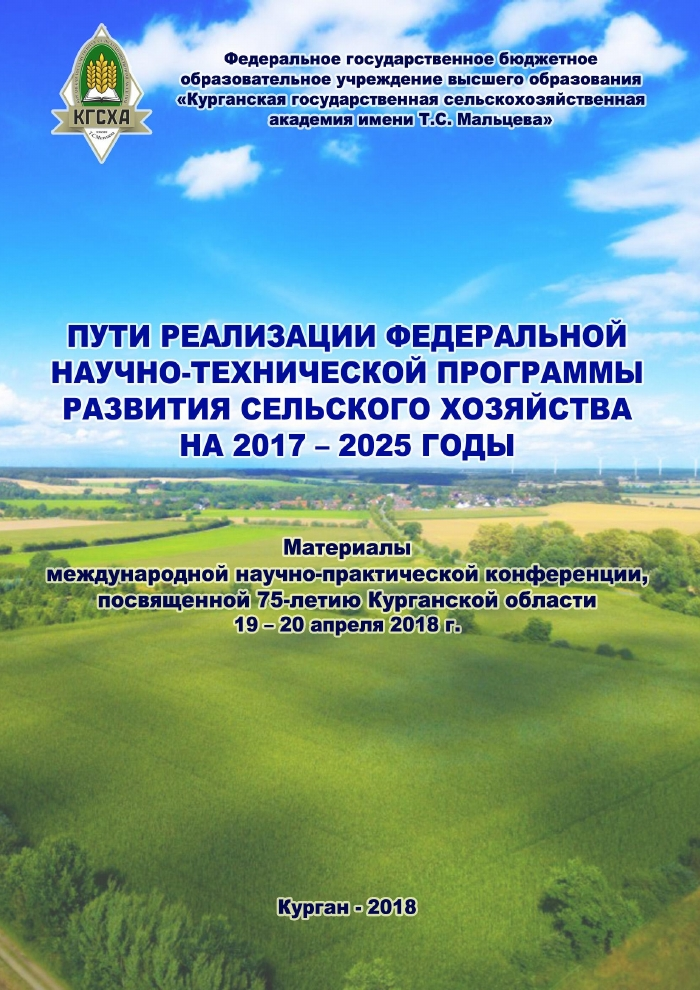 Федеральное государственное бюджетное
образовательное учреждение высшего образования
«Курганская государственная сельскохозяйственная
академия имени Т.С. Мальцева»
КГСХА
ПУТИ РЕАЛИЗАЦИИ ФЕДЕРАЛЬНОЙ
НАУЧНО-ТЕХНИЧЕСКОЙ ПРОГРАММЫ
РАЗВИТИЯ СЕЛЬСКОГО ХОЗЯЙСТВА
НА 2017 – 2025 ГОДЫ
Материалы
международной научно-практической конференции,
посвященной 75-летию Курганской области
19 – 20 апреля 2018 г.
Курган - 2018